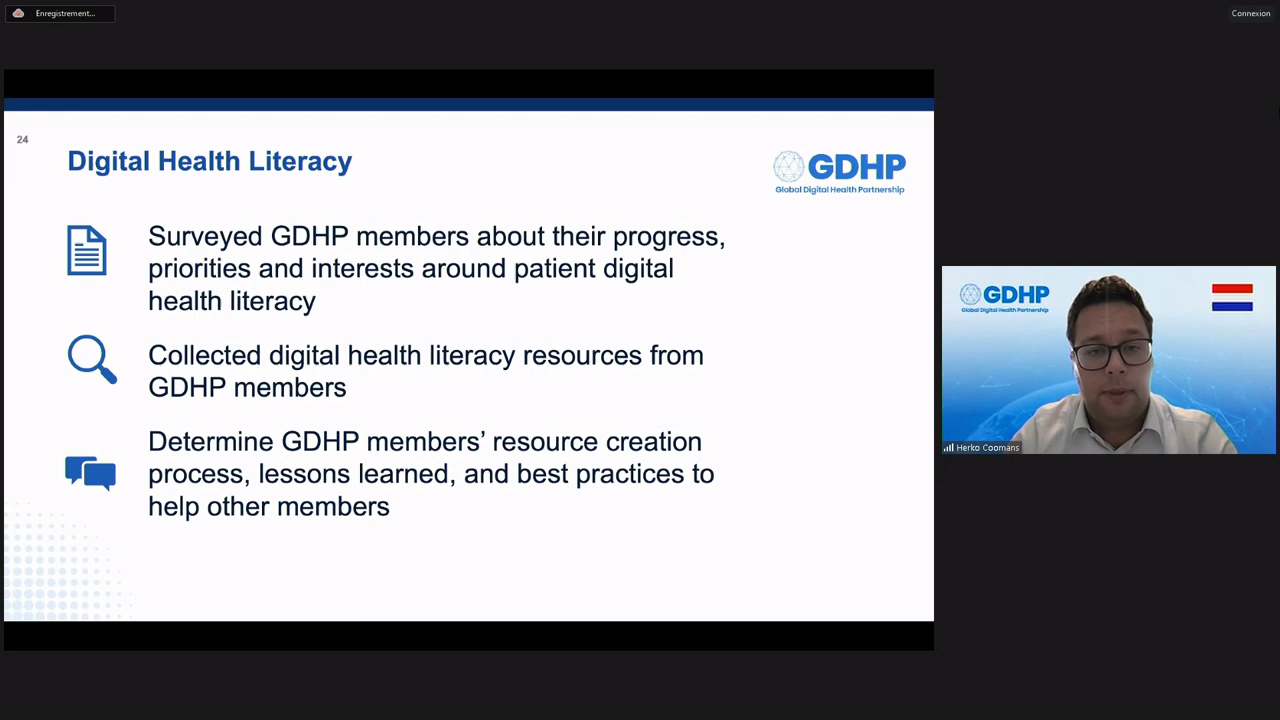 Enregistrement...
Connexion
24
Digital Health Literacy
GDHP
Global Digital Health Partnership
Surveyed GDHP members about their progress,
priorities and interests around patient digital
health literacy
Collected digital health literacy resources from
GDHP members
Determine GDHP members’ resource creation
process, lessons learned, and best practices to
help other members
GDHP
Global Digital Health Partnership
Herko Coomans